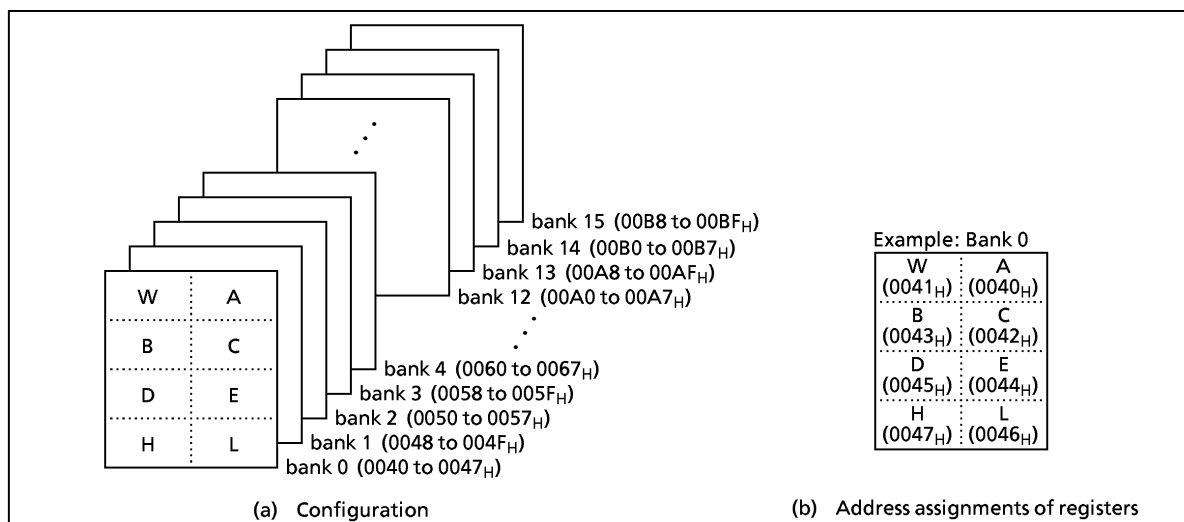 bank 15 (00B8 to 00BFH)
bank 14 (00B0 to 00B7H)
bank 13 (00A8 to 00AFH)
bank 12 (00A0 to 00A7H)
bank 4 (0060 to 0067H)
bank 3 (0058 to 005FH)
bank 2 (0050 to 0057H)
bank 1 (0048 to 004FH)
bank 0 (0040 to 0047H)
W A
B C
D E
H L
(a) Configuration
Example: Bank 0
W A
(0041H) (0040H)
B C
(0043H) (0042H)
D E
(0045H) (0044H)
H L
(0047H) (0046H)
(b) Address assignments of registers